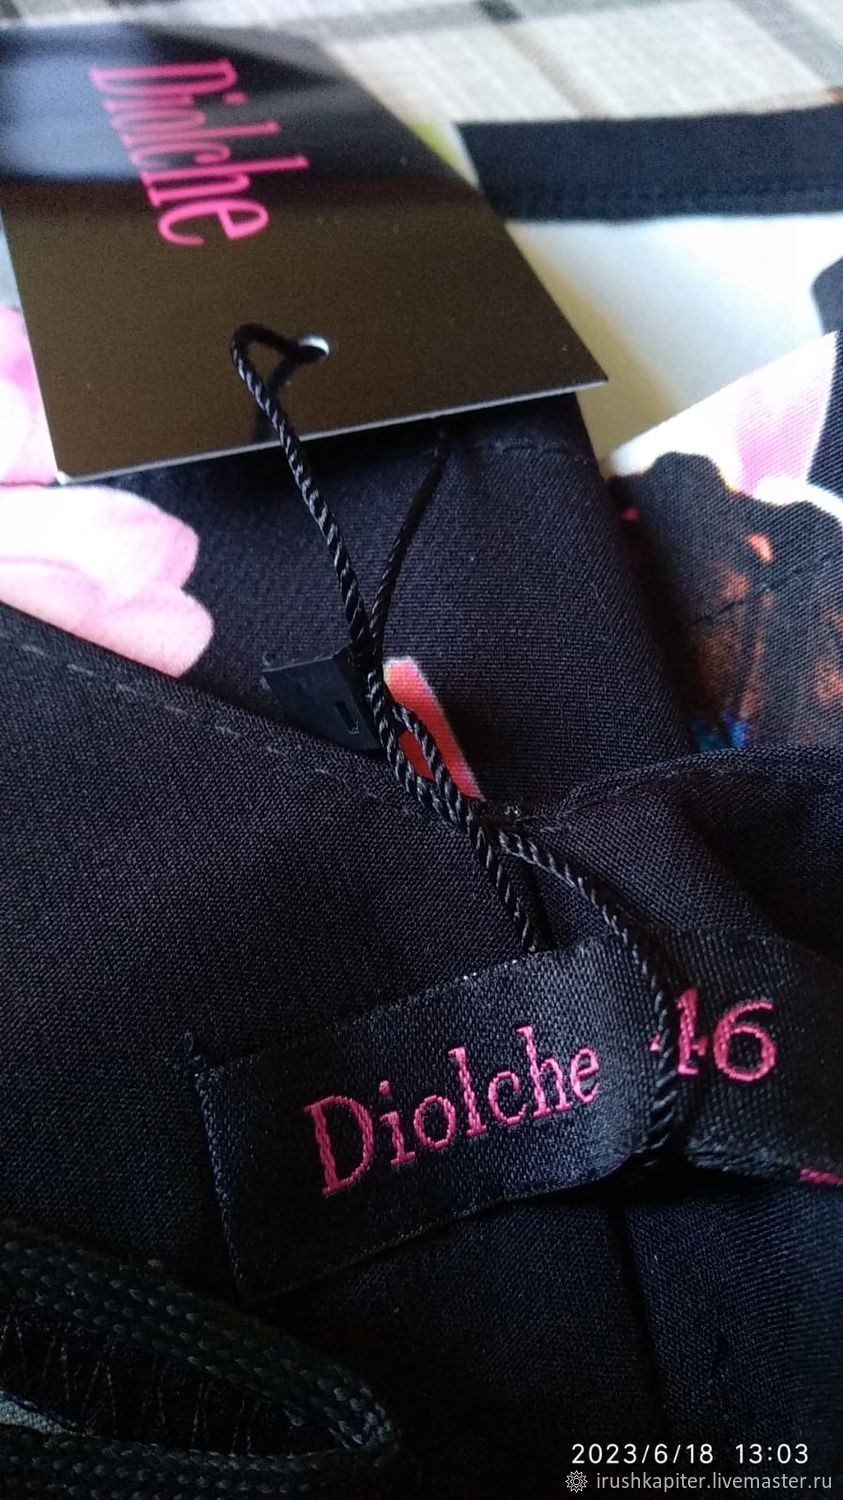 Diolche
Diolche 46
2023/6/18 13:03
irushkapiter.livemaster.ru